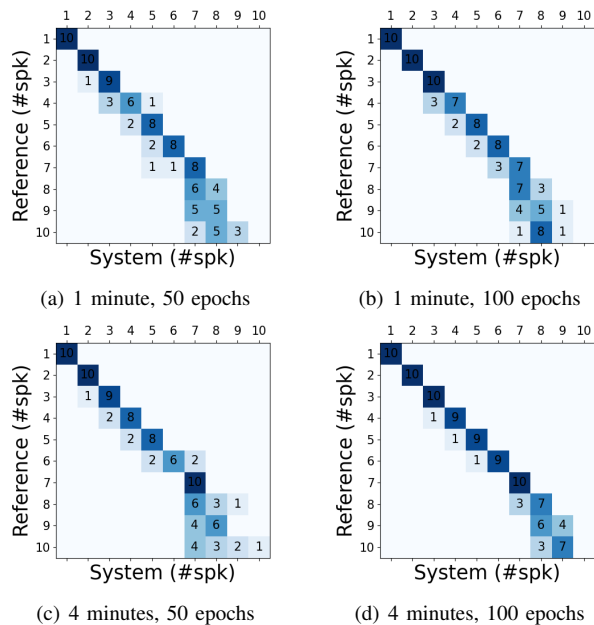 1 2 3 4 5 6 7 8 9 10
1 2 3 4 5 6 7 8 9 10
1 10
1 10
2 10
2 10
3 1 9
3 10
4 3 6 1
4 3 7
5 2 8
5 2 8
6 2 8
6 2 8
7 1 1 8
7 3 7
8 6 4
8 7 3
9 5 5
9 4 5 1
10 2 5 3
10 1 8 1
Reference (#spk)
Reference (#spk)
System (#spk)
System (#spk)
(a) 1 minute, 50 epochs
(b) 1 minute, 100 epochs
1 2 3 4 5 6 7 8 9 10
1 2 3 4 5 6 7 8 9 10
1 10
1 10
2 10
2 10
3 1 9
3 10
4 2 8
4 1 9
5 2 8
5 1 9
6 2 6 2
6 1 9
7 10
7 10
8 6 3 1
8 3 7
9 4 6
9 6 4
10 4 3 2 1
10 3 7
Reference (#spk)
Reference (#spk)
System (#spk)
System (#spk)
(c) 4 minutes, 50 epochs
(d) 4 minutes, 100 epochs